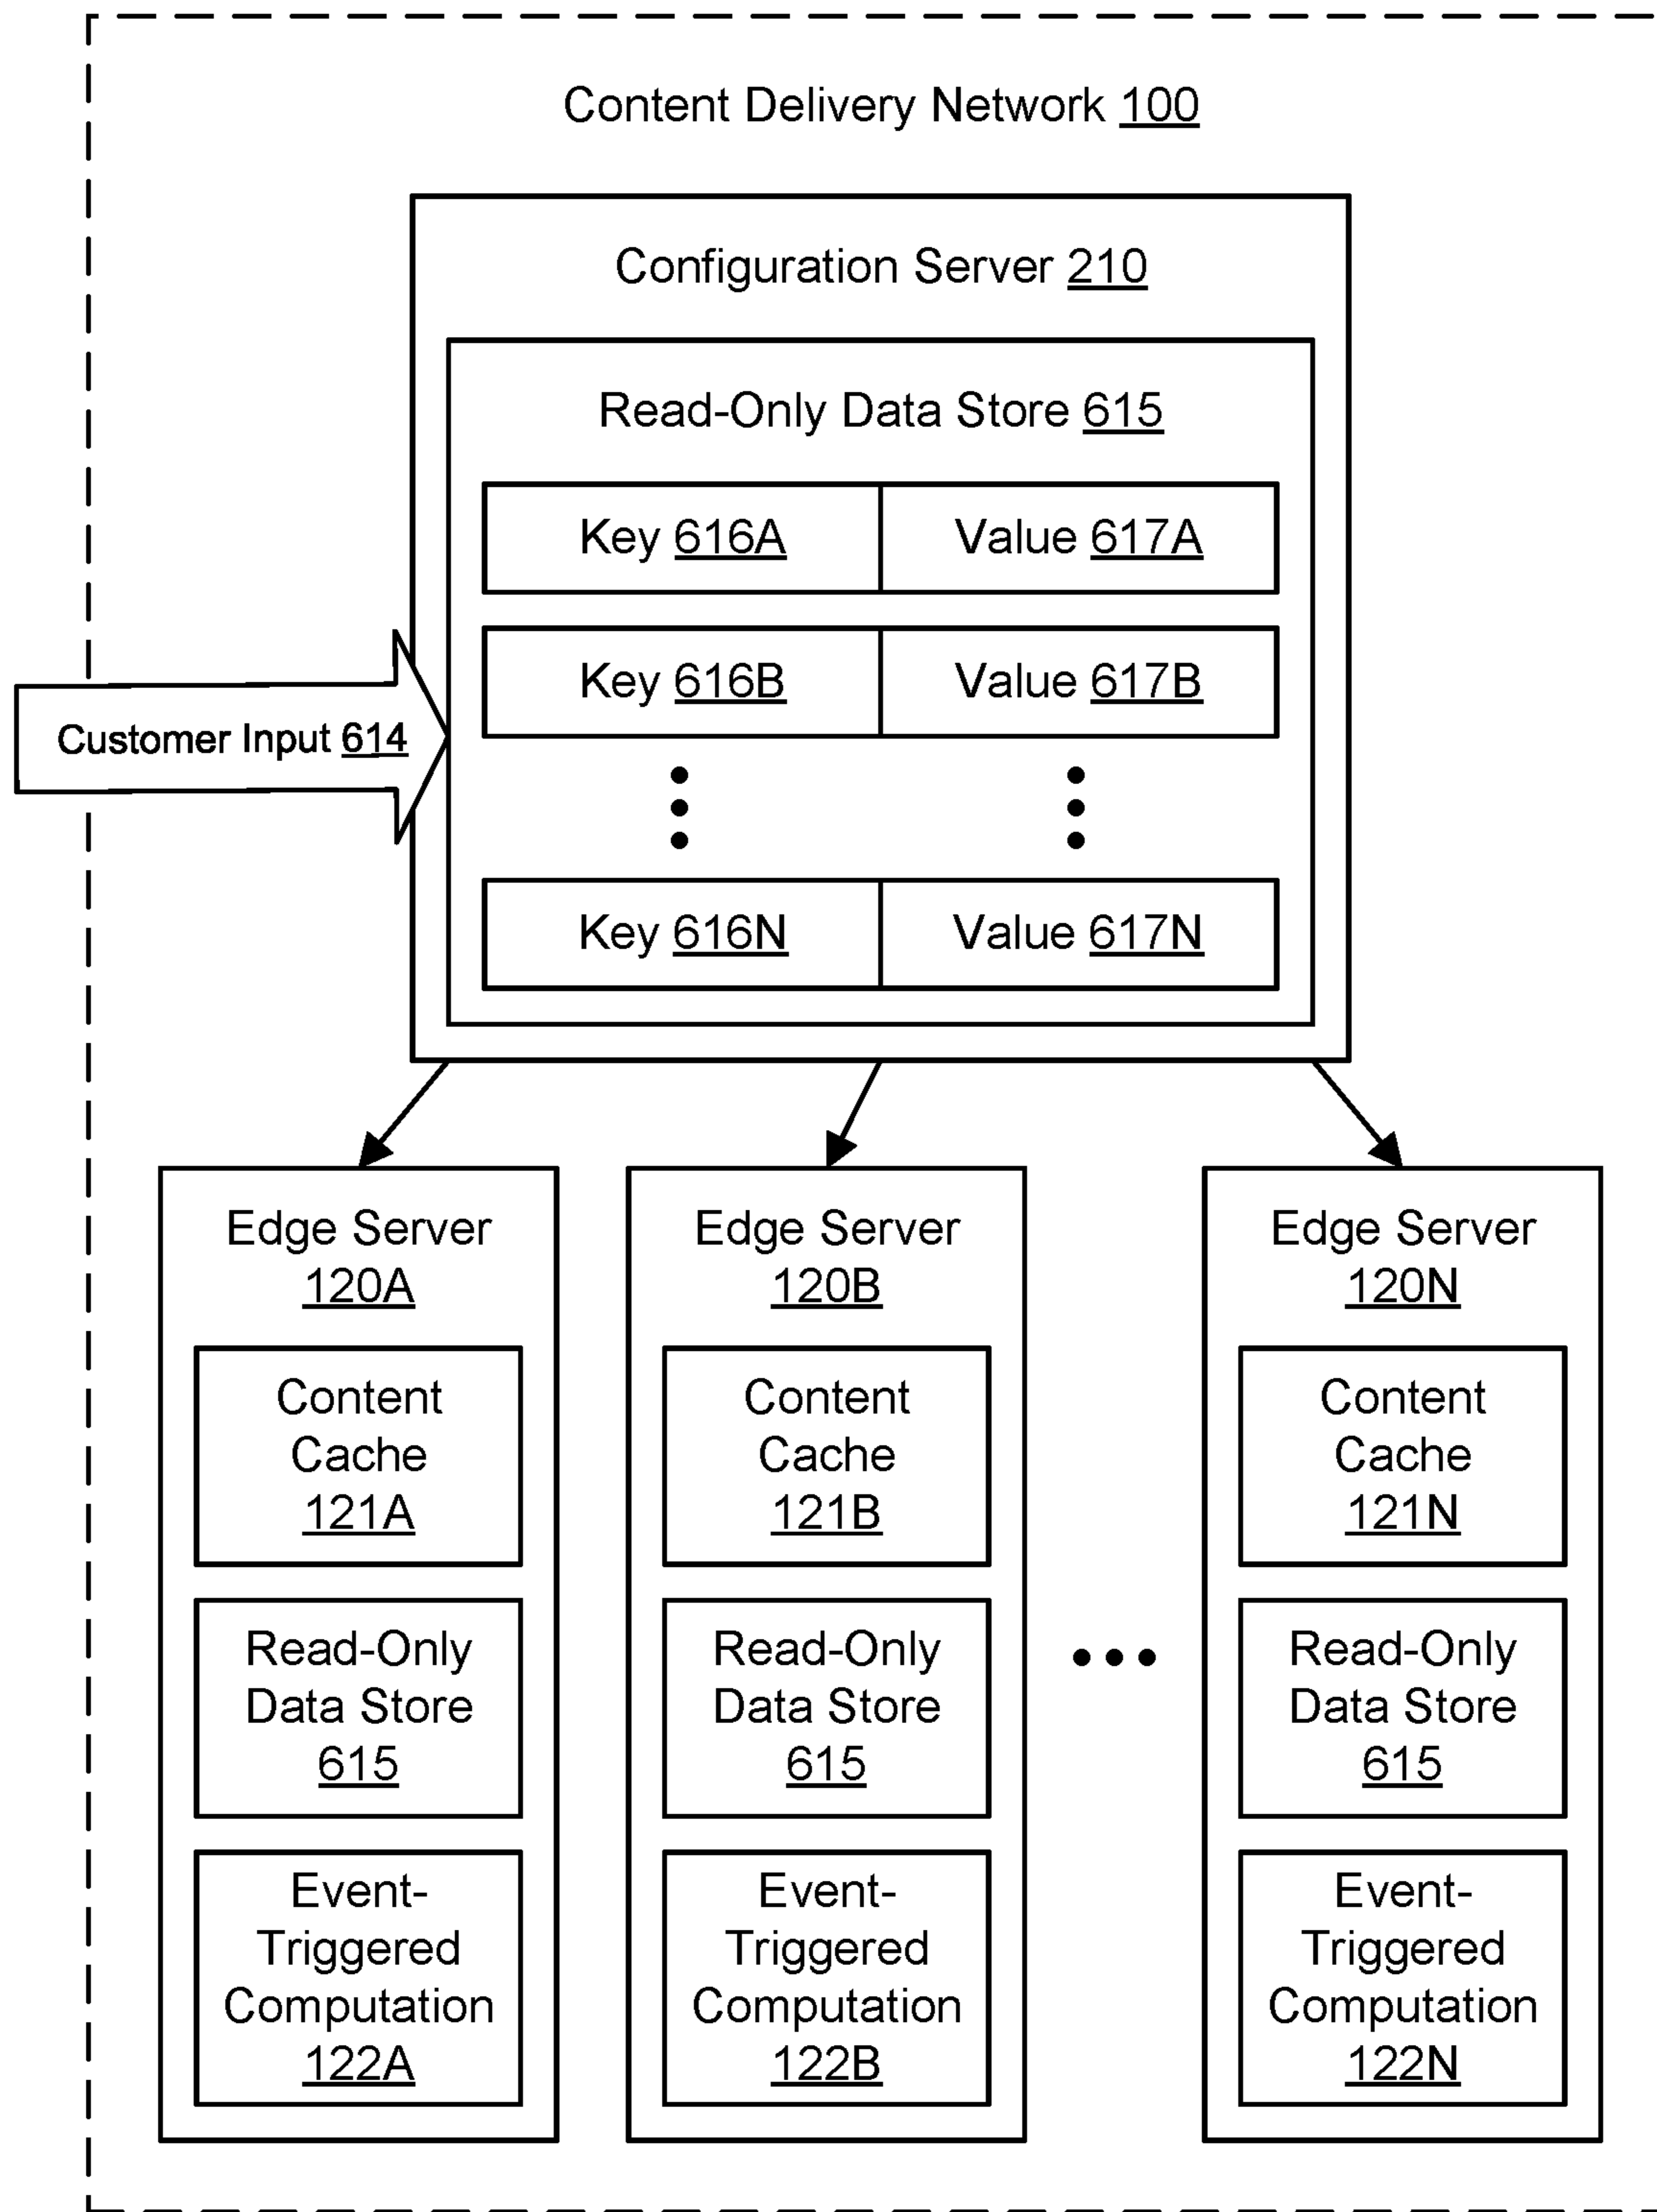 Content Delivery Network 100
Configuration Server 210
Read-Only Data Store 615
Key 616A Value 617A
Key 616B Value 617B
Customer Input 614
Key 616N Value 617N
Edge Server
120A
Content
Cache
121A
Read-Only
Data Store
615
Event-
Triggered
Computation
122A
Edge Server
120B
Content
Cache
121B
Read-Only
Data Store
615
Event-
Triggered
Computation
122B
Edge Server
120N
Content
Cache
121N
Read-Only
Data Store
615
Event-
Triggered
Computation
122N